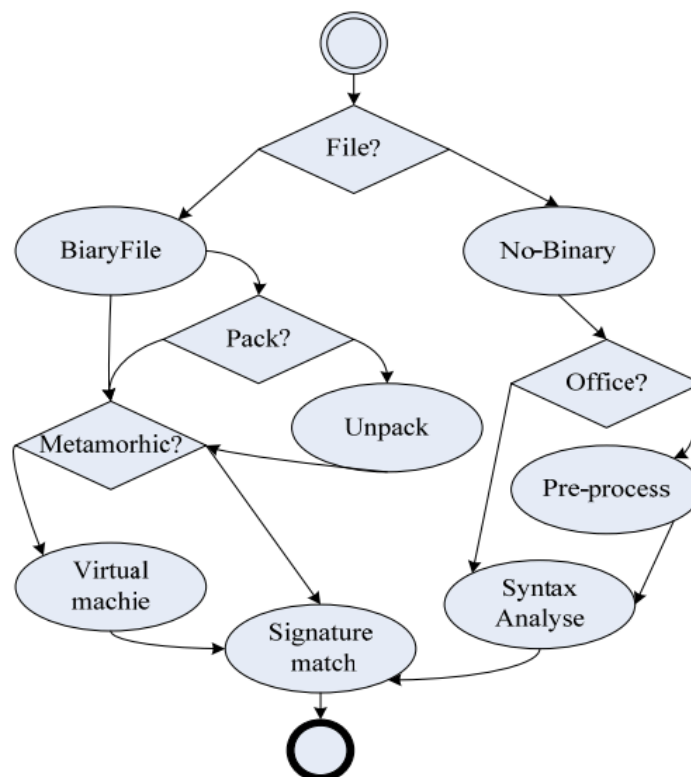 File?
BiaryFile
No-Binary
Pack?
Office?
Unpack
Metamorhic?
Pre-process
Virtual
machie
Syntax
Analyse
Signature
match